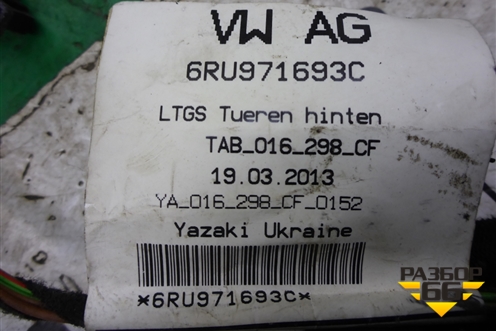 VW AG
6RU971693C
LTGS Tueren hinten
TAB_016_298_CF
19.03.2013
YA_016_298_CF_0152
Yazaki Ukraine
*6RU971693C*
РАЗБОР
66